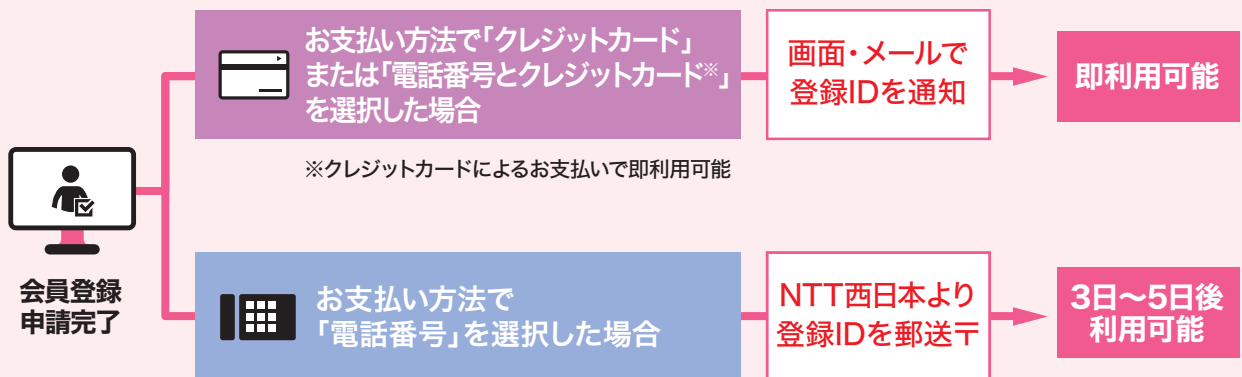 お支払い方法で「クレジットカード」
または「電話番号とクレジットカード※」
を選択した場合
画面・メールで
登録IDを通知
即利用可能
※クレジットカードによるお支払いで即利用可能
会員登録
申請完了
お支払い方法で
「電話番号」を選択した場合
NTT西日本より
登録IDを郵送〒
3日～5日後
利用可能